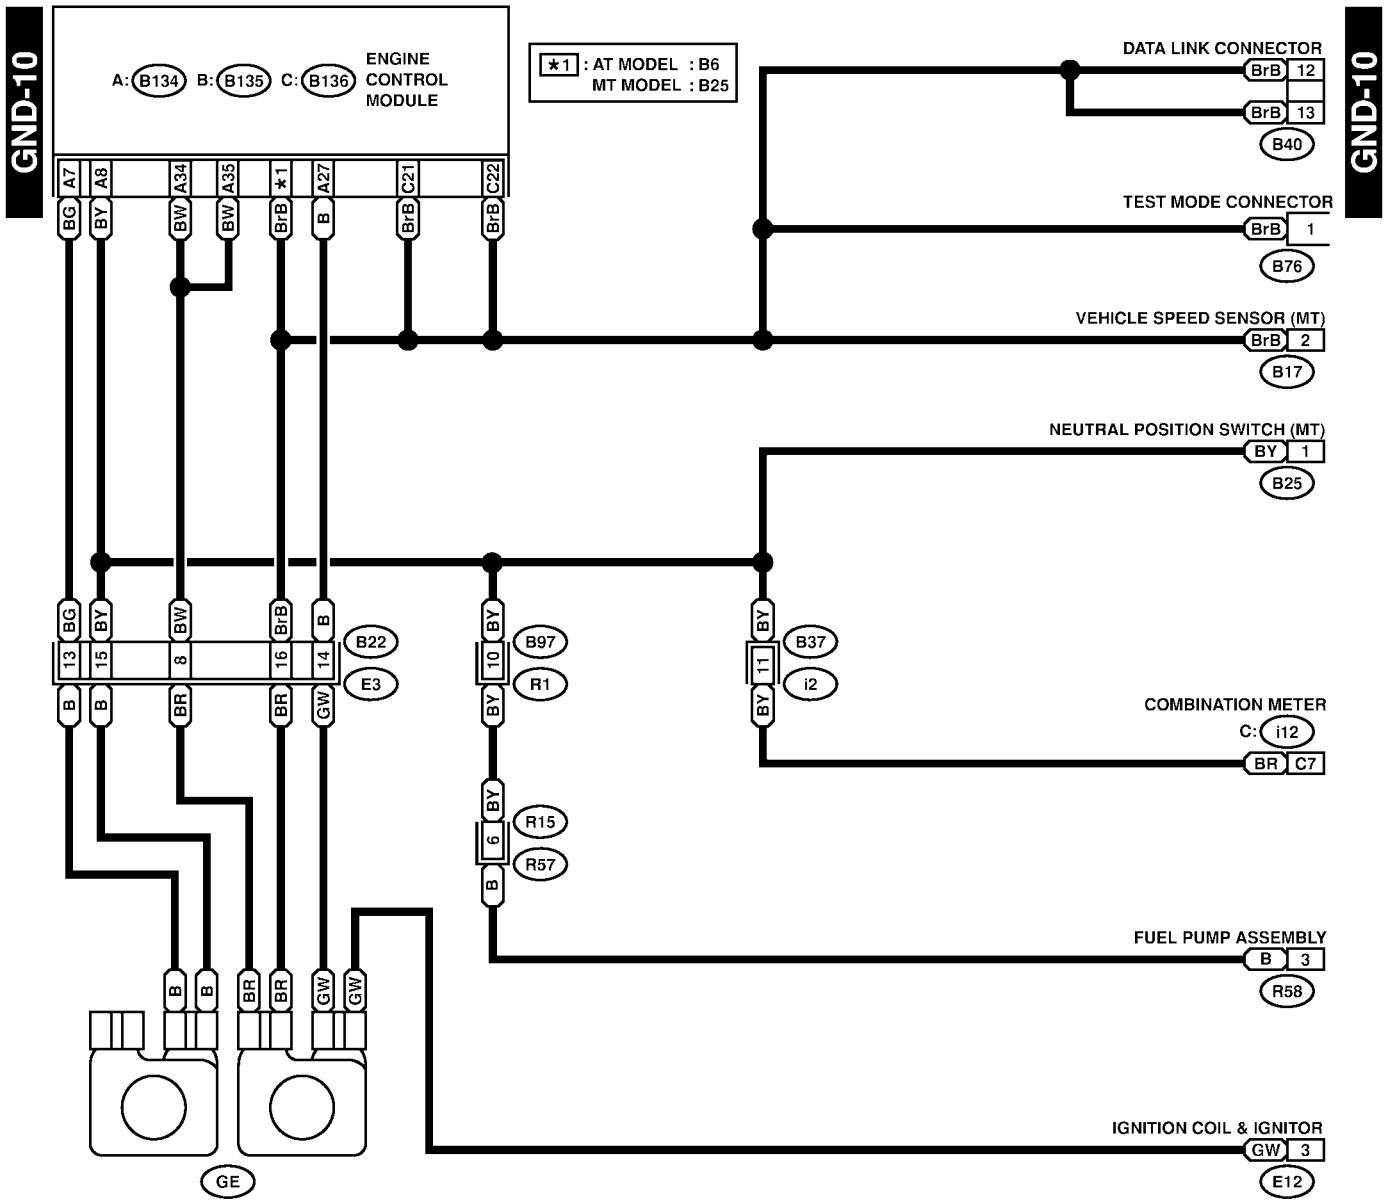 GND-10
GND-10
A: B134 B: B135 C: B136
ENGINE
CONTROL
MODULE
*1 : AT MODEL : B6
MT MODEL : B25
A7 A8 A34 A35 *1 A27 C21 C22
BG BY BW BW BrB B BrB BrB
DATA LINK CONNECTOR
BrB 12
BrB 13
B40
TEST MODE CONNECTOR
BrB 1
B76
VEHICLE SPEED SENSOR (MT)
BrB 2
B17
NEUTRAL POSITION SWITCH (MT)
BY 1
B25
BG BY BW BrB B BY BY
B22 B97 B37
13 15 8 16 14 10 11
E3 R1 i2
B B BR BR GW BY BY
COMBINATION METER
C: i12
BR C7
BY
R15
6
R57
B
FUEL PUMP ASSEMBLY
B 3
R58
B B BR BR GW GW
IGNITION COIL & IGNITOR
GW 3
E12
GE